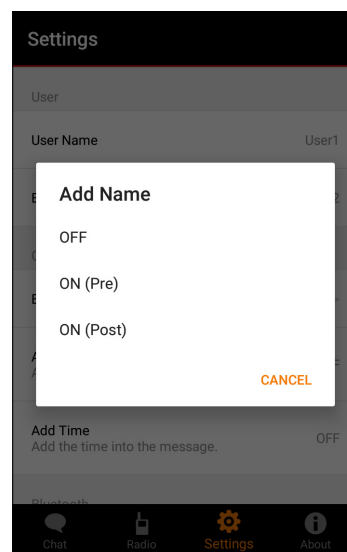 Settings
User
User Name
User1
Add Name
OFF
ON (Pre)
ON (Post)
CANCEL
Add Time
OFF
Add the time into the message.
Bluetooth
Chat
Radio
Settings
About